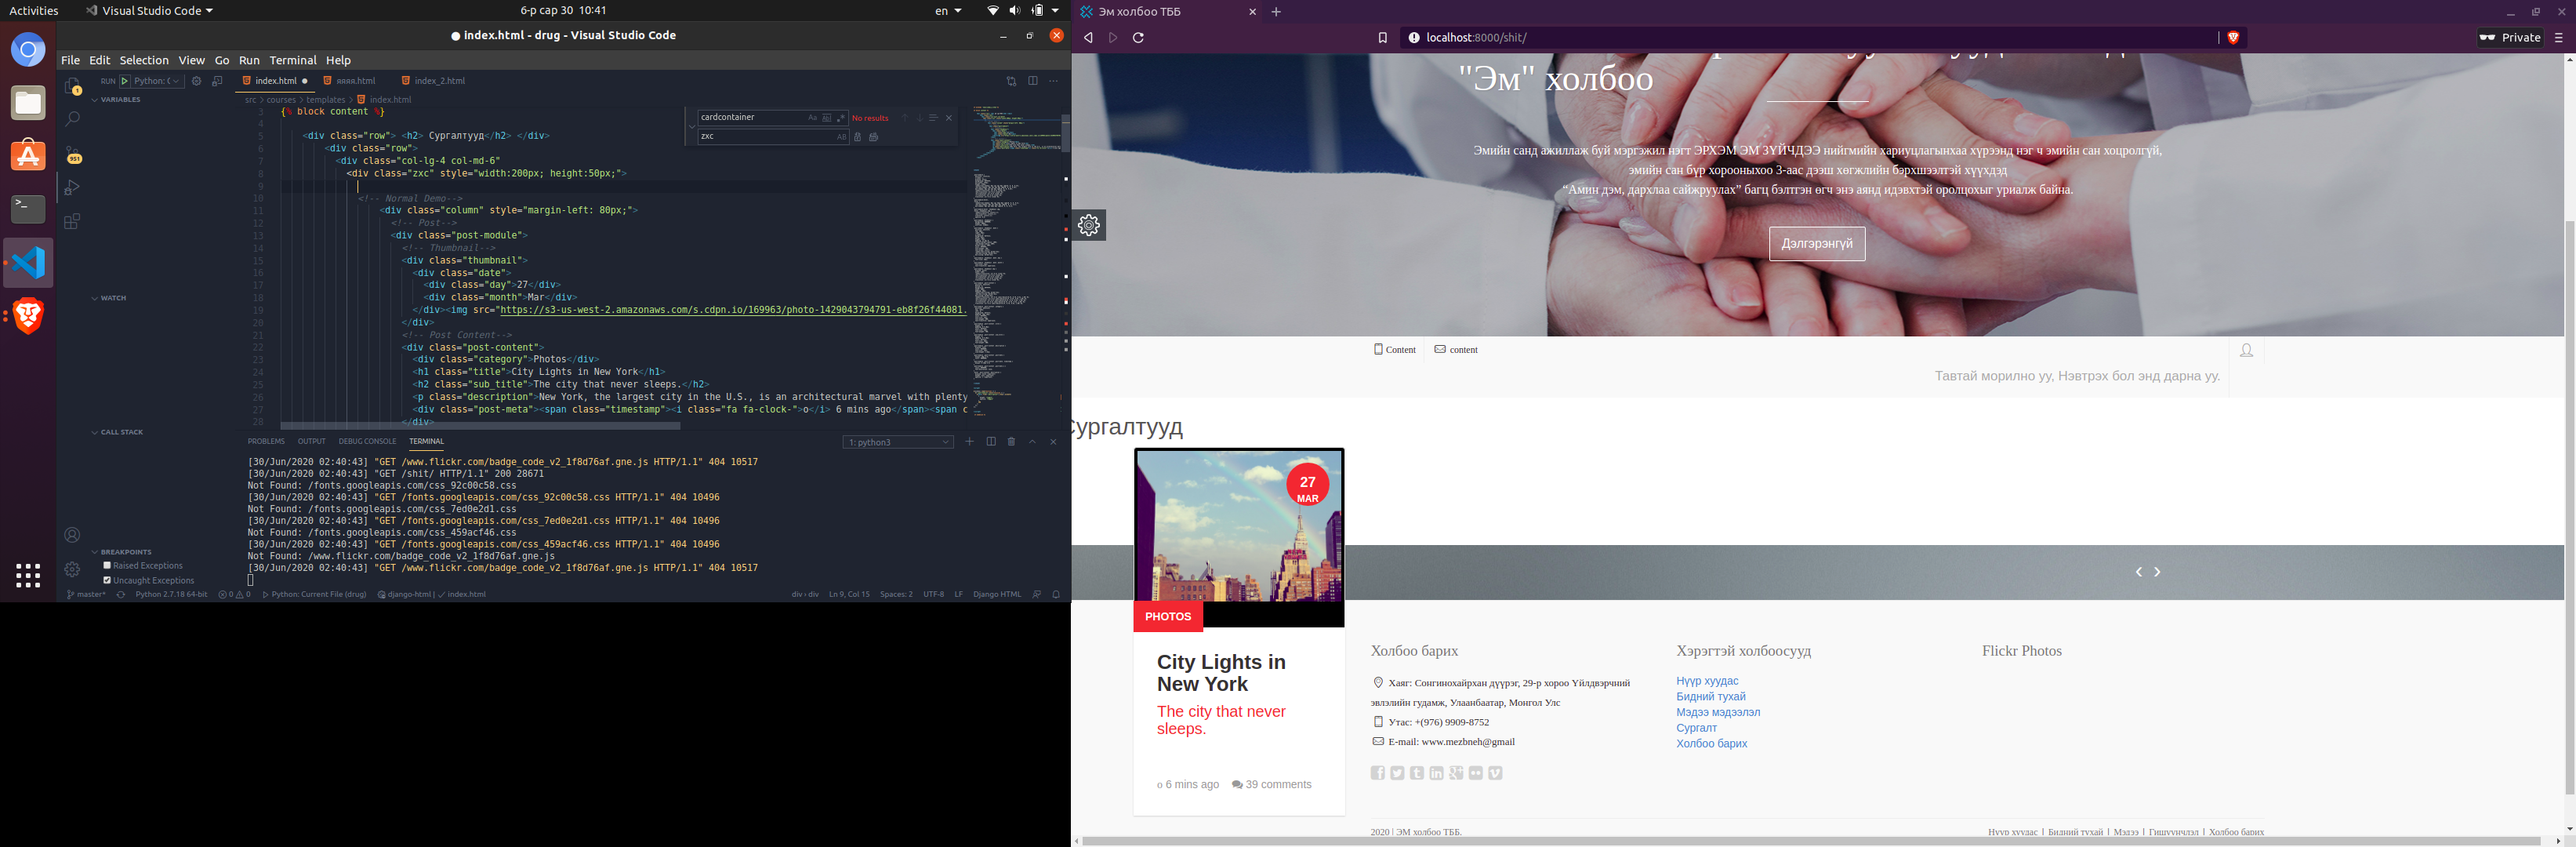 Activities
Visual Studio Code
6-р сар 30 10:41
en
● index.html - drug - Visual Studio Code
File Edit Selection View Go Run Terminal Help
RUN Python: C
index.html ●
яяяя.html
index_2.html
VARIABLES
src > courses > templates > index.html
3 {% block content %}
4
5 <div class="row"> <h2> Сургалтууд</h2> </div>
6 <div class="row">
7 <div class="col-lg-4 col-md-6"
8 <div class="zxc" style="width:200px; height:50px;">
9
10 <!-- Normal Demo-->
11 <div class="column" style="margin-left: 80px;">
12 <!-- Post-->
13 <div class="post-module">
14 <!-- Thumbnail-->
15 <div class="thumbnail">
16 <div class="date">
17 <div class="day">27</div>
18 <div class="month">Mar</div>
19 </div><img src="https://s3-us-west-2.amazonaws.com/s.cdpn.io/169963/photo-1429043794791-eb8f26f44081.
20 </div>
21 <!-- Post Content-->
22 <div class="post-content">
23 <div class="category">Photos</div>
24 <h1 class="title">City Lights in New York</h1>
25 <h2 class="sub_title">The city that never sleeps.</h2>
26 <p class="description">New York, the largest city in the U.S., is an architectural marvel with plenty
27 <div class="post-meta"><span class="timestamp"><i class="fa fa-clock-">o</i> 6 mins ago</span><span c
28 </div>
cardcontainer
Aa
No results
zxc
AB
WATCH
CALL STACK
BREAKPOINTS
Raised Exceptions
Uncaught Exceptions
1
951
PROBLEMS OUTPUT DEBUG CONSOLE TERMINAL
1: python3
[30/Jun/2020 02:40:43] "GET /www.flickr.com/badge_code_v2_1f8d76af.gne.js HTTP/1.1" 404 10517
[30/Jun/2020 02:40:43] "GET /shit/ HTTP/1.1" 200 28671
Not Found: /fonts.googleapis.com/css_92c00c58.css
[30/Jun/2020 02:40:43] "GET /fonts.googleapis.com/css_92c00c58.css HTTP/1.1" 404 10496
Not Found: /fonts.googleapis.com/css_7ed0e2d1.css
[30/Jun/2020 02:40:43] "GET /fonts.googleapis.com/css_7ed0e2d1.css HTTP/1.1" 404 10496
Not Found: /fonts.googleapis.com/css_459acf46.css
[30/Jun/2020 02:40:43] "GET /fonts.googleapis.com/css_459acf46.css HTTP/1.1" 404 10496
Not Found: /www.flickr.com/badge_code_v2_1f8d76af.gne.js
[30/Jun/2020 02:40:43] "GET /www.flickr.com/badge_code_v2_1f8d76af.gne.js HTTP/1.1" 404 10517
master* Python 2.7.18 64-bit 0 0 Python: Current File (drug) django-html | index.html
div › div Ln 9, Col 15 Spaces: 2 UTF-8 LF Django HTML
Эм холбоо ТББ
localhost:8000/shit/
Private
"Эм" холбоо
Эмийн санд ажиллаж буй мэргэжил нэгт ЭРХЭМ ЭМ ЗҮЙЧДЭЭ нийгмийн хариуцлагынхаа хүрээнд нэг ч эмийн сан хоцролгүй,
эмийн сан бүр хорооныхоо 3-аас дээш хөгжлийн бэрхшээлтэй хүүхдэд
“Амин дэм, дархлаа сайжруулах” багц бэлтгэн өгч энэ аянд идэвхтэй оролцохыг уриалж байна.
Дэлгэрэнгүй
Content
content
Тавтай морилно уу, Нэвтрэх бол энд дарна уу.
Сургалтууд
27
MAR
PHOTOS
City Lights in
New York
The city that never
sleeps.
o 6 mins ago
39 comments
Холбоо барих
Хаяг: Сонгинохайрхан дүүрэг, 29-р хороо Үйлдвэрчний
эвлэлийн гудамж, Улаанбаатар, Монгол Улс
Утас: +(976) 9909-8752
E-mail: www.mezbneh@gmail
Хэрэгтэй холбоосууд
Нүүр хуудас
Бидний тухай
Мэдээ мэдээлэл
Сургалт
Холбоо барих
Flickr Photos
2020 | ЭМ холбоо ТББ.
Нүүр хуудас | Бидний тухай | Мэдээ | Гишүүнчлэл | Холбоо барих